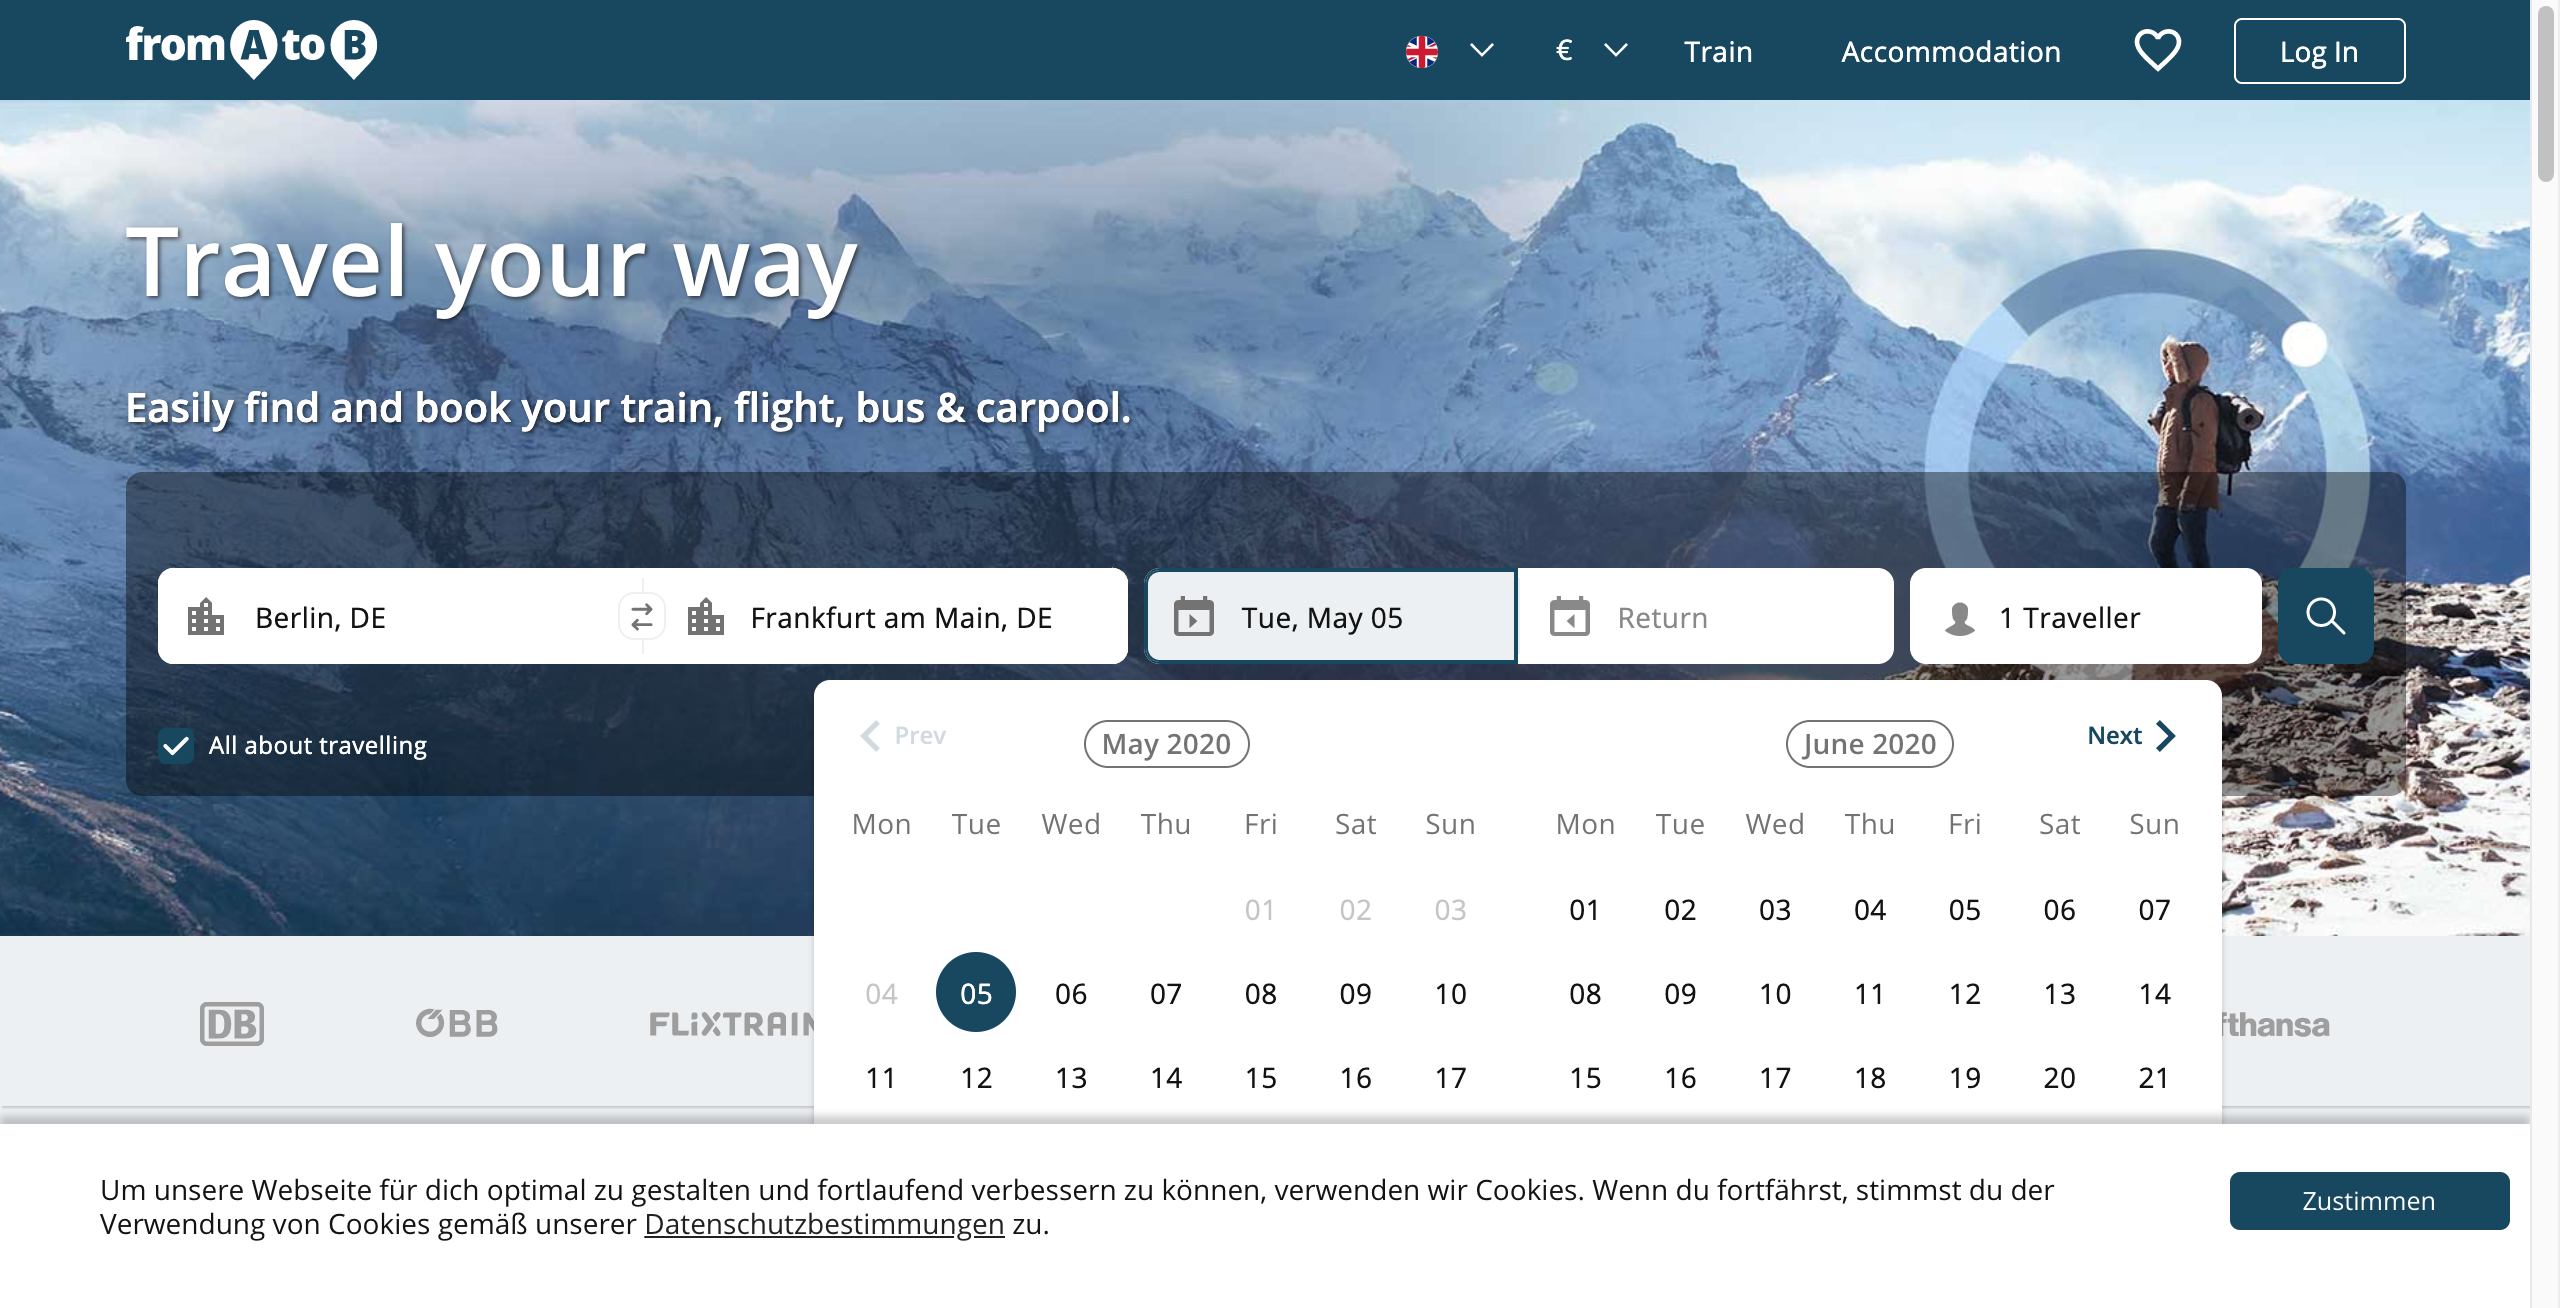 from A to B
€
Train
Accommodation
Log In
Travel your way
Easily find and book your train, flight, bus & carpool.
Berlin, DE
Frankfurt am Main, DE
Tue, May 05
Return
1 Traveller
All about travelling
Prev
May 2020
June 2020
Next
Mon Tue Wed Thu Fri Sat Sun
Mon Tue Wed Thu Fri Sat Sun
01 02 03
01 02 03 04 05 06 07
04 05 06 07 08 09 10
08 09 10 11 12 13 14
11 12 13 14 15 16 17
15 16 17 18 19 20 21
DB
ÖBB
FLiXTRAIN
fthansa
Um unsere Webseite für dich optimal zu gestalten und fortlaufend verbessern zu können, verwenden wir Cookies. Wenn du fortfährst, stimmst du der
Verwendung von Cookies gemäß unserer Datenschutzbestimmungen zu.
Zustimmen